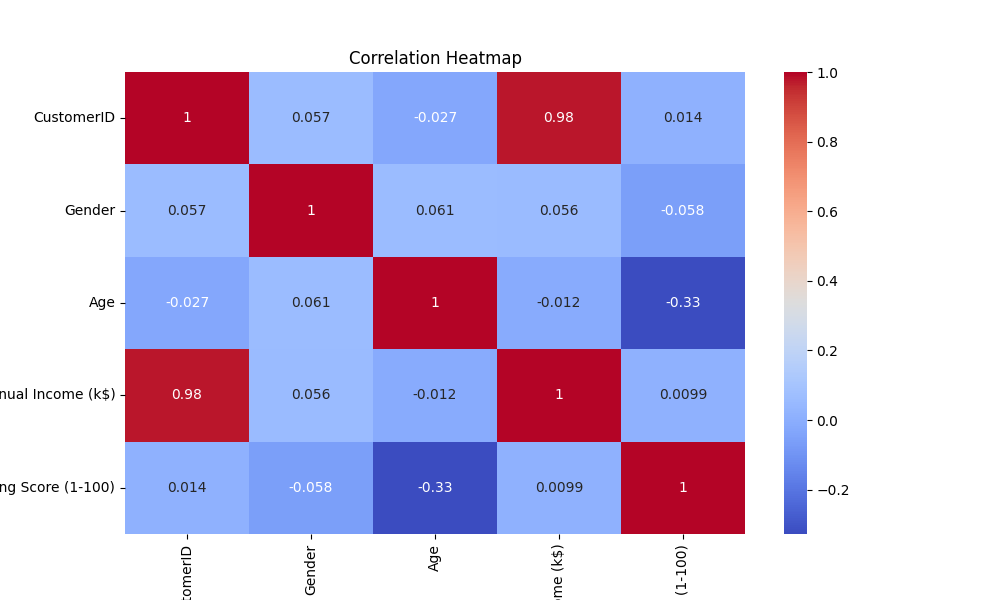 Correlation Heatmap
CustomerID 1 0.057 -0.027 0.98 0.014
Gender 0.057 1 0.061 0.056 -0.058
Age -0.027 0.061 1 -0.012 -0.33
nual Income (k$) 0.98 0.056 -0.012 1 0.0099
ng Score (1-100) 0.014 -0.058 -0.33 0.0099 1
tomerID Gender Age me (k$) (1-100)
1.0
0.8
0.6
0.4
0.2
0.0
−0.2